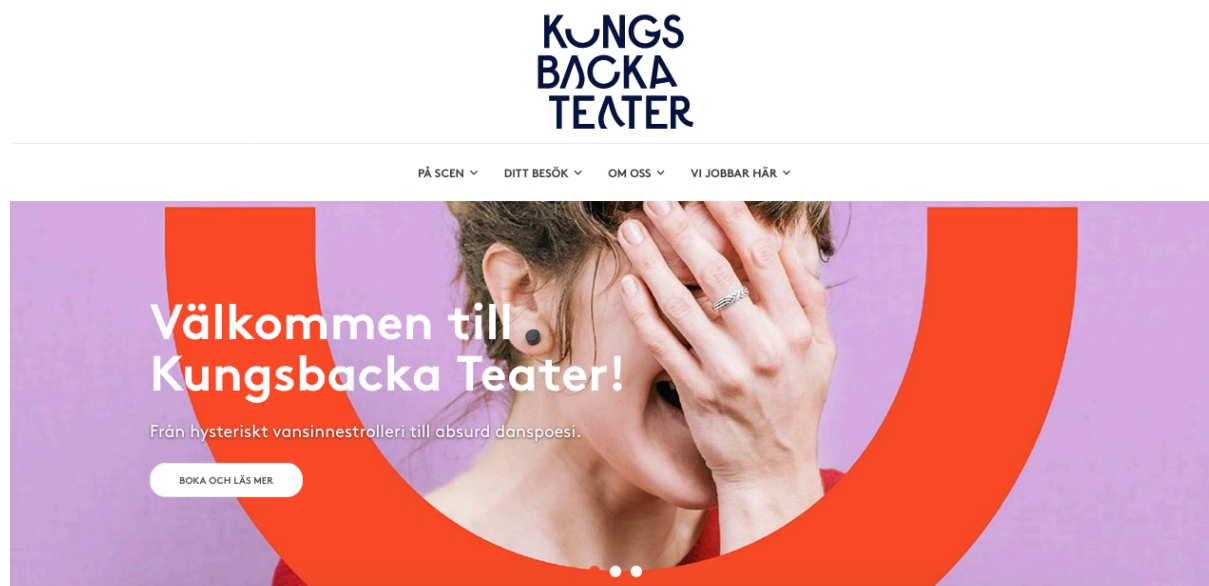 KUNGS
BACKA
TEATER
PÅ SCEN DITT BESÖK OM OSS VI JOBBAR HÄR
Välkommen till
Kungsbacka Teater!
Från hysteriskt vansinnestrolleri till absurd danspoesi.
BOKA OCH LÄS MER